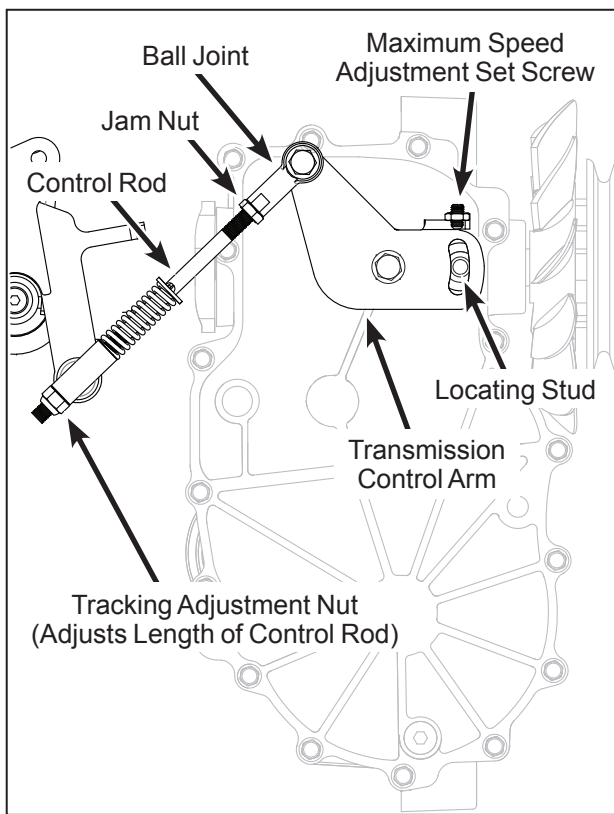 Ball Joint
Maximum Speed
Adjustment Set Screw
Jam Nut
Control Rod
Locating Stud
Transmission
Control Arm
Tracking Adjustment Nut
(Adjusts Length of Control Rod)